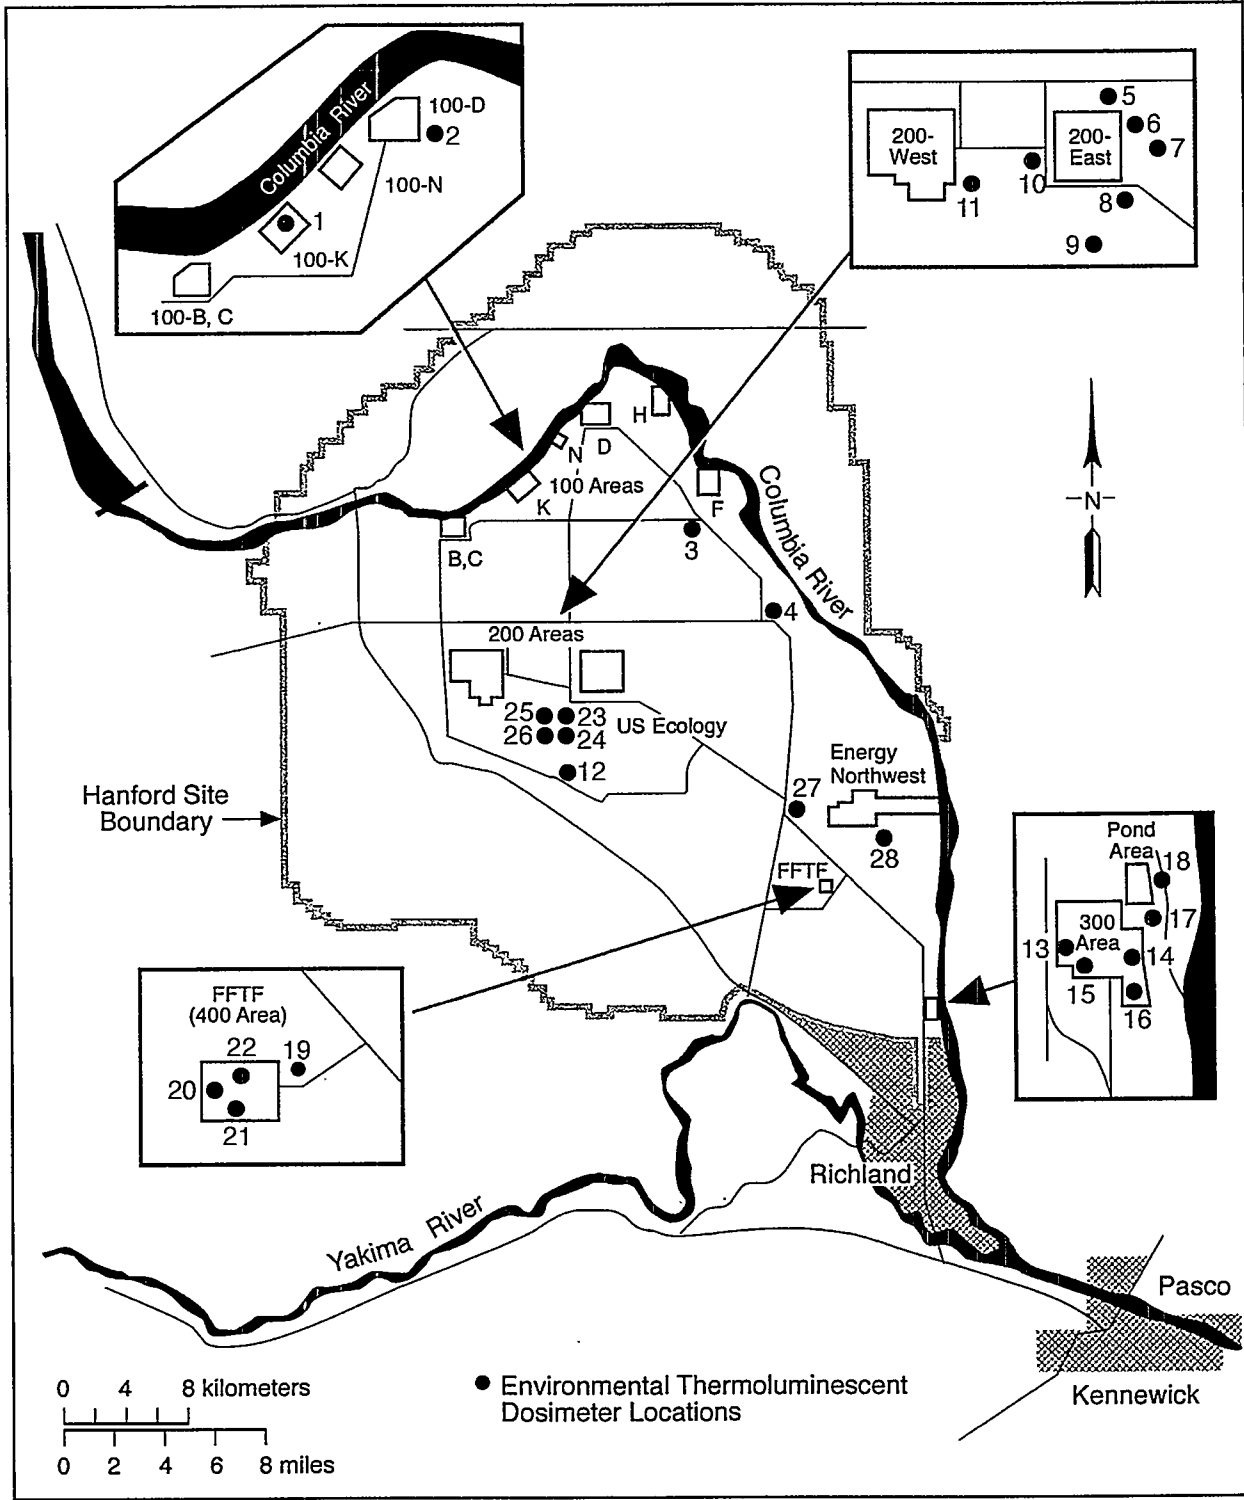 Columbia River
100-D
2
100-N
1
100-K
100-B, C
200-
West
200-
East
5
6
7
10
11
8
9
H
D
N
100 Areas
K
F
B,C
3
Columbia River
4
N
200 Areas
25
23
26
24
US Ecology
12
Energy
Northwest
27
28
FFTF
Hanford Site
Boundary
Pond
Area
18
17
300
Area
13
14
15
16
FFTF
(400 Area)
22
19
20
21
Richland
Yakima River
Pasco
Kennewick
0 4 8 kilometers
0 2 4 6 8 miles
Environmental Thermoluminescent
Dosimeter Locations